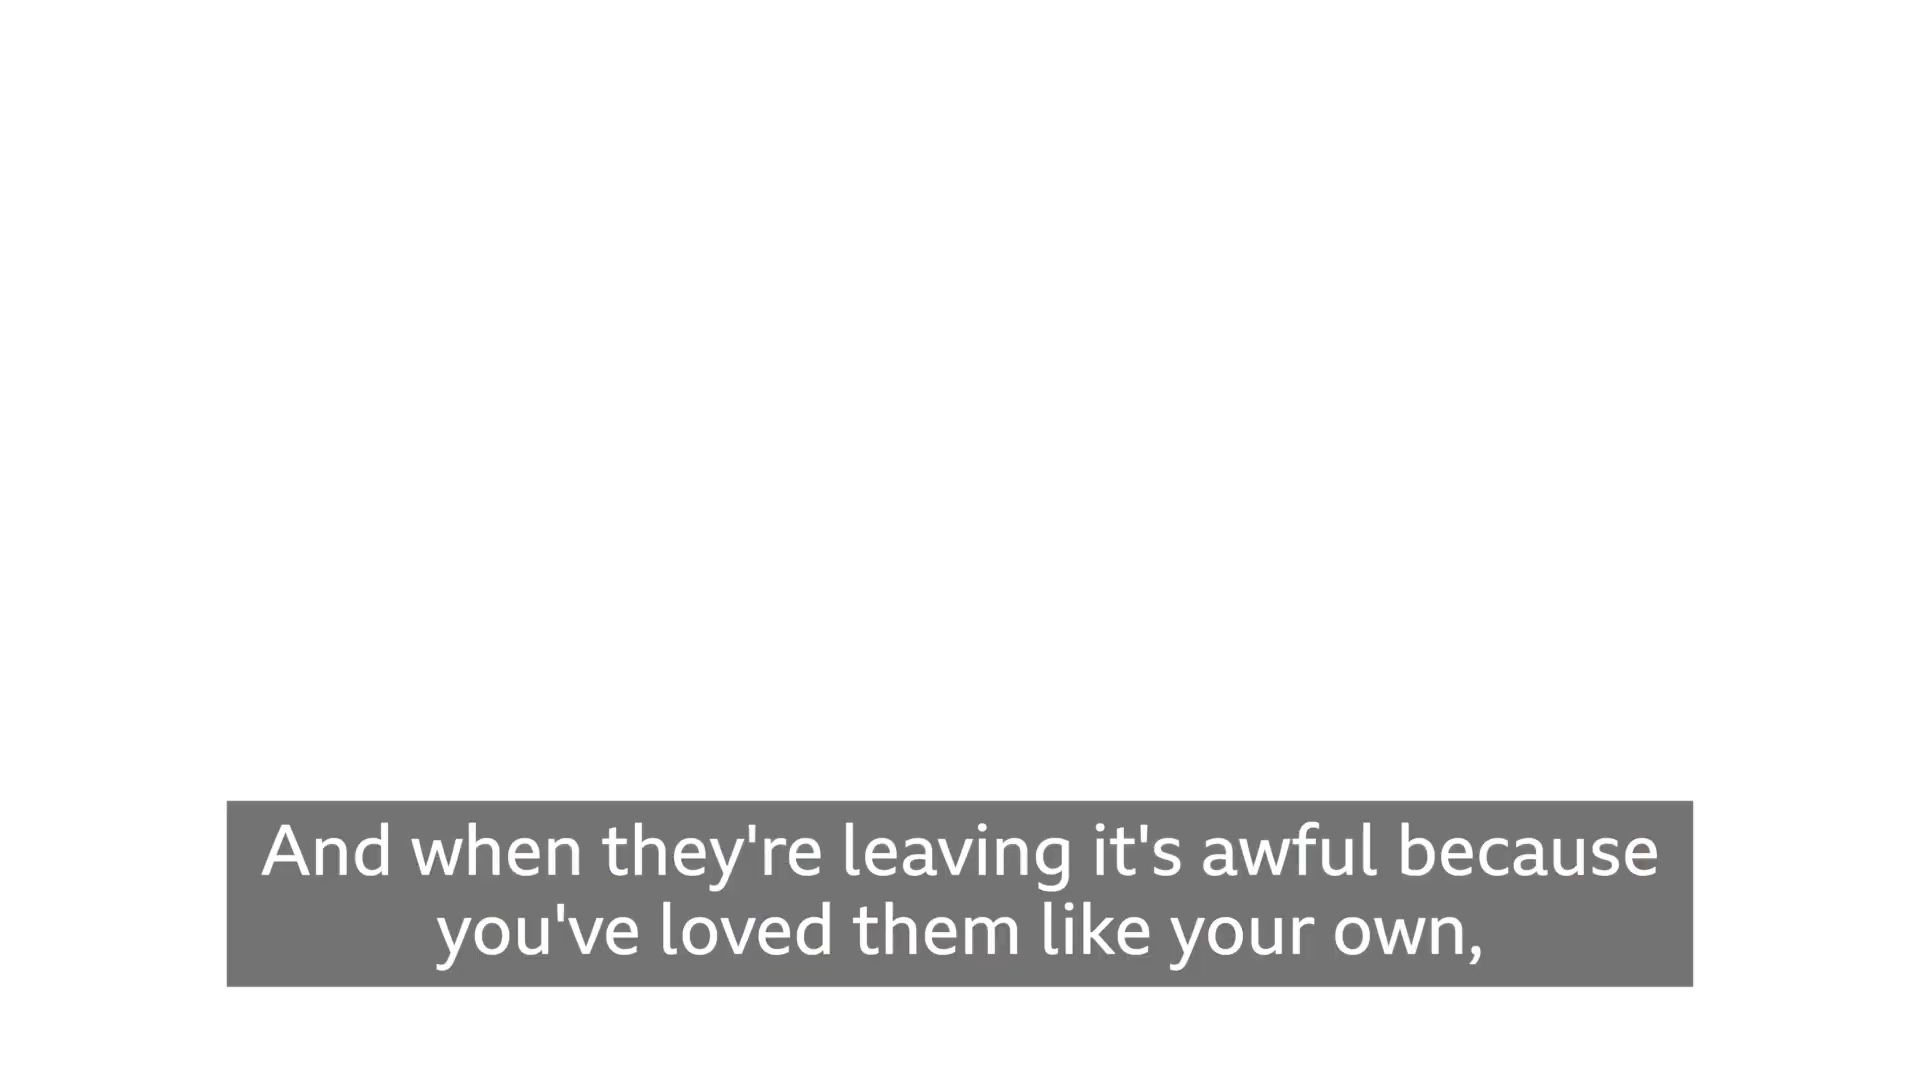 And when they're leaving it's awful because
you've loved them like your own,